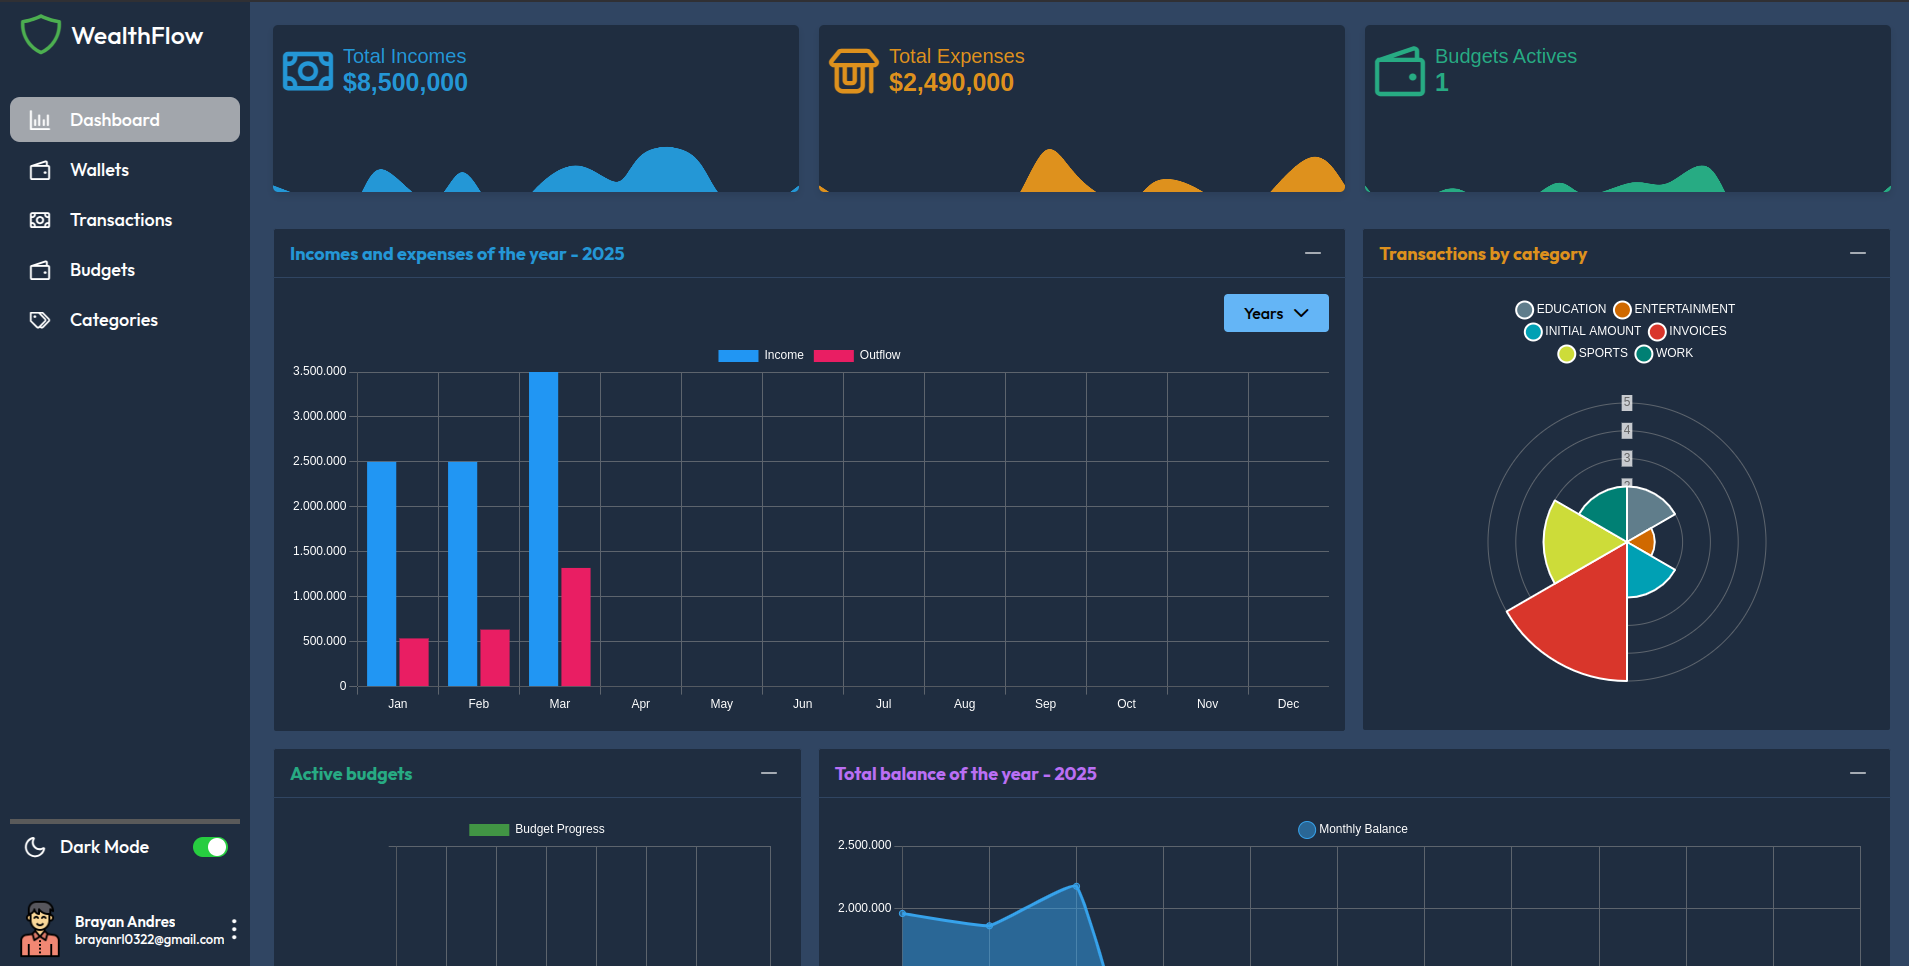 WealthFlow
Dashboard
Wallets
Transactions
Budgets
Categories
Dark Mode
Brayan Andres
brayanrl0322@gmail.com
Total Incomes
$8,500,000
Total Expenses
$2,490,000
Budgets Actives
1
Incomes and expenses of the year - 2025
Years
Income Outflow
3.500.000
3.000.000
2.500.000
2.000.000
1.500.000
1.000.000
500.000
0
Jan Feb Mar Apr May Jun Jul Aug Sep Oct Nov Dec
Transactions by category
EDUCATION ENTERTAINMENT
INITIAL AMOUNT INVOICES
SPORTS WORK
5
4
3
2
Active budgets
Budget Progress
Total balance of the year - 2025
Monthly Balance
2.500.000
2.000.000